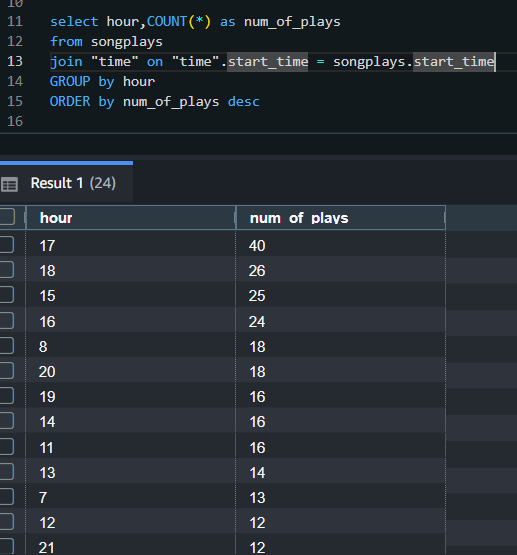 10
11 select hour,COUNT(*) as num_of_plays
12 from songplays
13 join "time" on "time".start_time = songplays.start_time
14 GROUP by hour
15 ORDER by num_of_plays desc
16
Result 1 (24)
hour num_of_plays
17 40
18 26
15 25
16 24
8 18
20 18
19 16
14 16
11 16
13 14
7 13
12 12
21 12